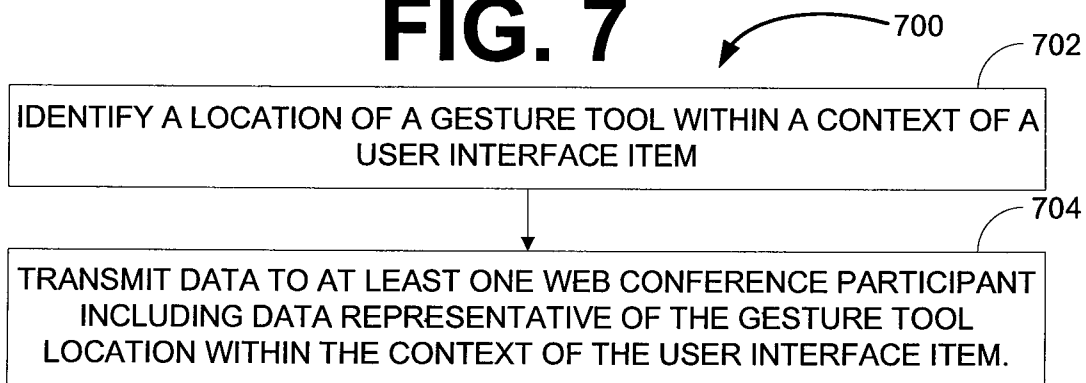 FIG. 7
700
702
IDENTIFY A LOCATION OF A GESTURE TOOL WITHIN A CONTEXT OF A
USER INTERFACE ITEM
704
TRANSMIT DATA TO AT LEAST ONE WEB CONFERENCE PARTICIPANT
INCLUDING DATA REPRESENTATIVE OF THE GESTURE TOOL
LOCATION WITHIN THE CONTEXT OF THE USER INTERFACE ITEM.